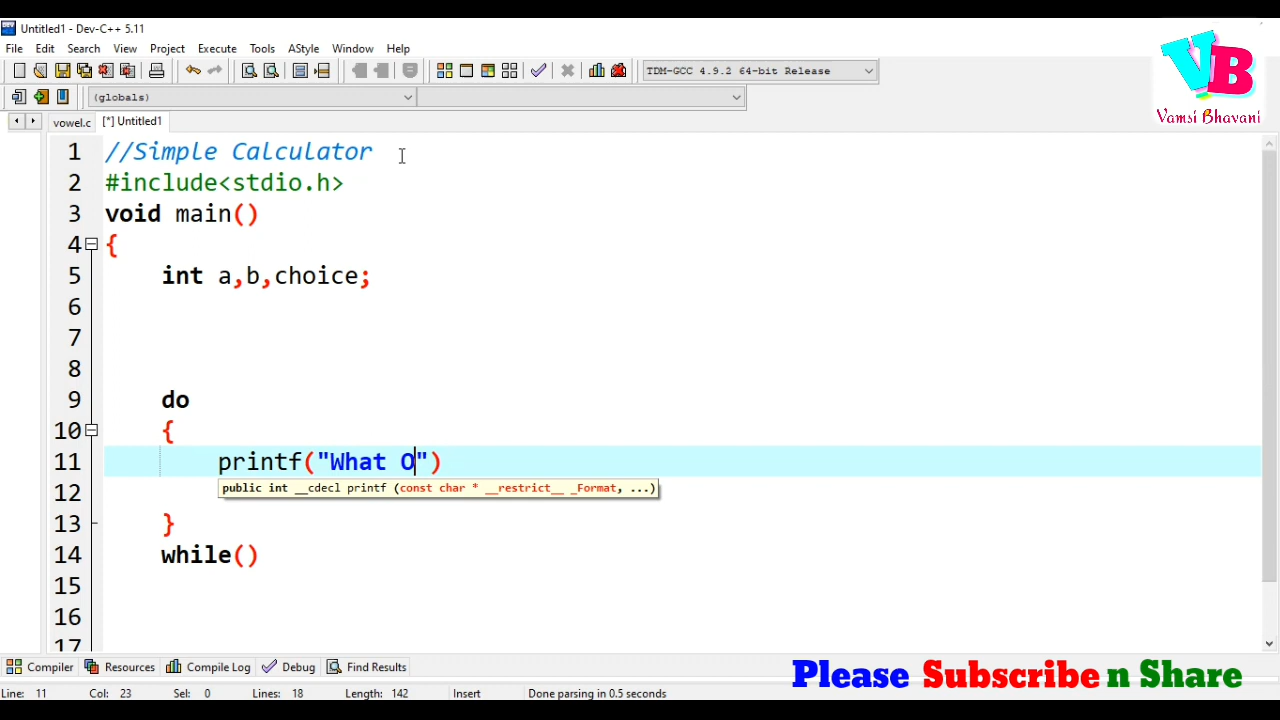 Untitled1 - Dev-C++ 5.11
File Edit Search View Project Execute Tools AStyle Window Help
TDM-GCC 4.9.2 64-bit Release
(globals)
vowel.c [*] Untitled1
VB
Vamsi Bhavani
1 //Simple Calculator
2 #include<stdio.h>
3 void main()
4 {
5 int a,b,choice;
6
7
8
9 do
10 {
11 printf("What O")
public int __cdecl printf (const char * __restrict__ _Format, ...)
12
13 }
14 while()
15
16
17
Compiler Resources Compile Log Debug Find Results
Please Subscribe n Share
Line: 11 Col: 23 Sel: 0 Lines: 18 Length: 142 Insert Done parsing in 0.5 seconds